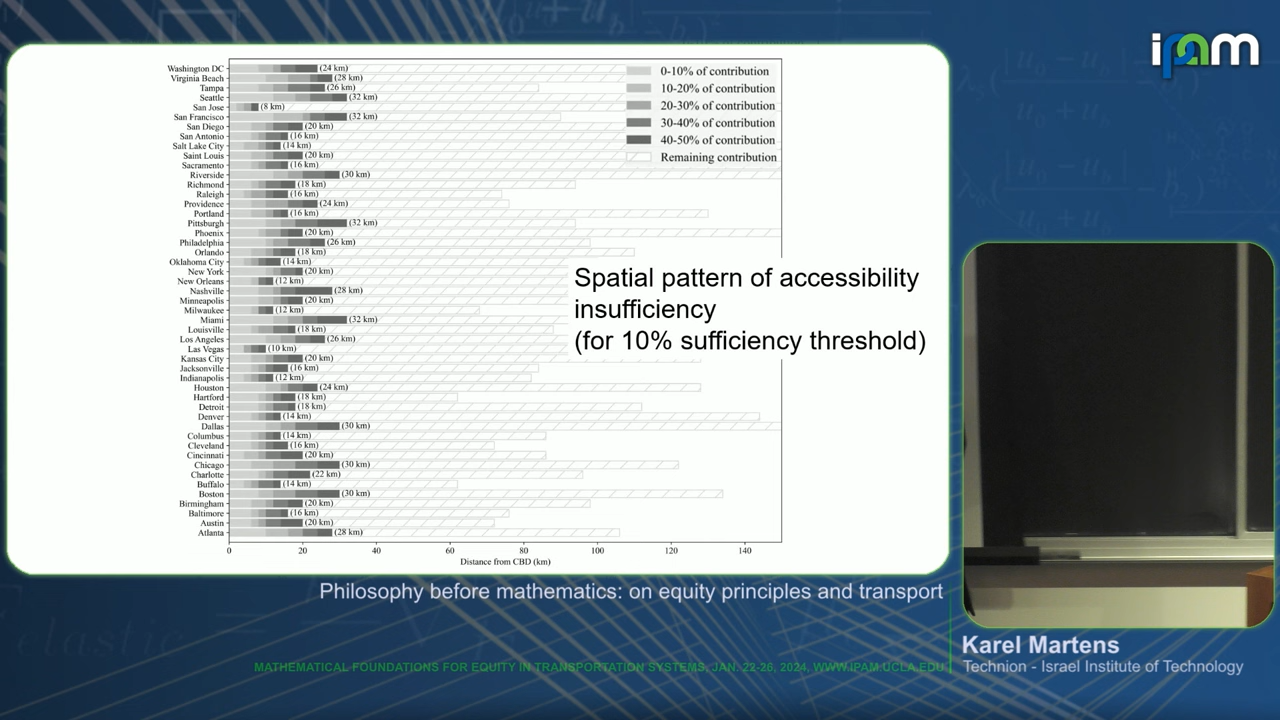 ipam
Washington DC (24 km)
Virginia Beach (28 km)
Tampa (26 km)
Seattle (32 km)
San Jose (8 km)
San Francisco (32 km)
San Diego (20 km)
San Antonio (16 km)
Salt Lake City (14 km)
Saint Louis (20 km)
Sacramento (16 km)
Riverside (30 km)
Richmond (18 km)
Raleigh (16 km)
Providence (24 km)
Portland (16 km)
Pittsburgh (32 km)
Phoenix (20 km)
Philadelphia (26 km)
Orlando (18 km)
Oklahoma City (14 km)
New York (20 km)
New Orleans (12 km)
Nashville (28 km)
Minneapolis (20 km)
Milwaukee (12 km)
Miami (32 km)
Louisville (18 km)
Los Angeles (26 km)
Las Vegas (10 km)
Kansas City (20 km)
Jacksonville (16 km)
Indianapolis (12 km)
Houston (24 km)
Hartford (18 km)
Detroit (18 km)
Denver (14 km)
Dallas (30 km)
Columbus (14 km)
Cleveland (16 km)
Cincinnati (20 km)
Chicago (30 km)
Charlotte (22 km)
Buffalo (14 km)
Boston (30 km)
Birmingham (20 km)
Baltimore (16 km)
Austin (20 km)
Atlanta (28 km)
0 20 40 60 80 100 120 140
Distance from CBD (km)
0-10% of contribution
10-20% of contribution
20-30% of contribution
30-40% of contribution
40-50% of contribution
Remaining contribution
Spatial pattern of accessibility
insufficiency
(for 10% sufficiency threshold)
Philosophy before mathematics: on equity principles and transport
Karel Martens
Technion - Israel Institute of Technology
MATHEMATICAL FOUNDATIONS FOR EQUITY IN TRANSPORTATION SYSTEMS, JAN. 22-26, 2024, WWW.IPAM.UCLA.EDU
elastic